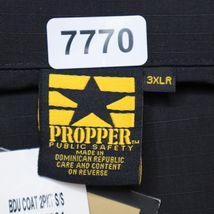 7770
3XLR
PROPPER
PUBLIC SAFETY
MADE IN
DOMINICAN REPUBLIC
CARE AND CONTENT
ON REVERSE
BDU COAT 2PKT S/S